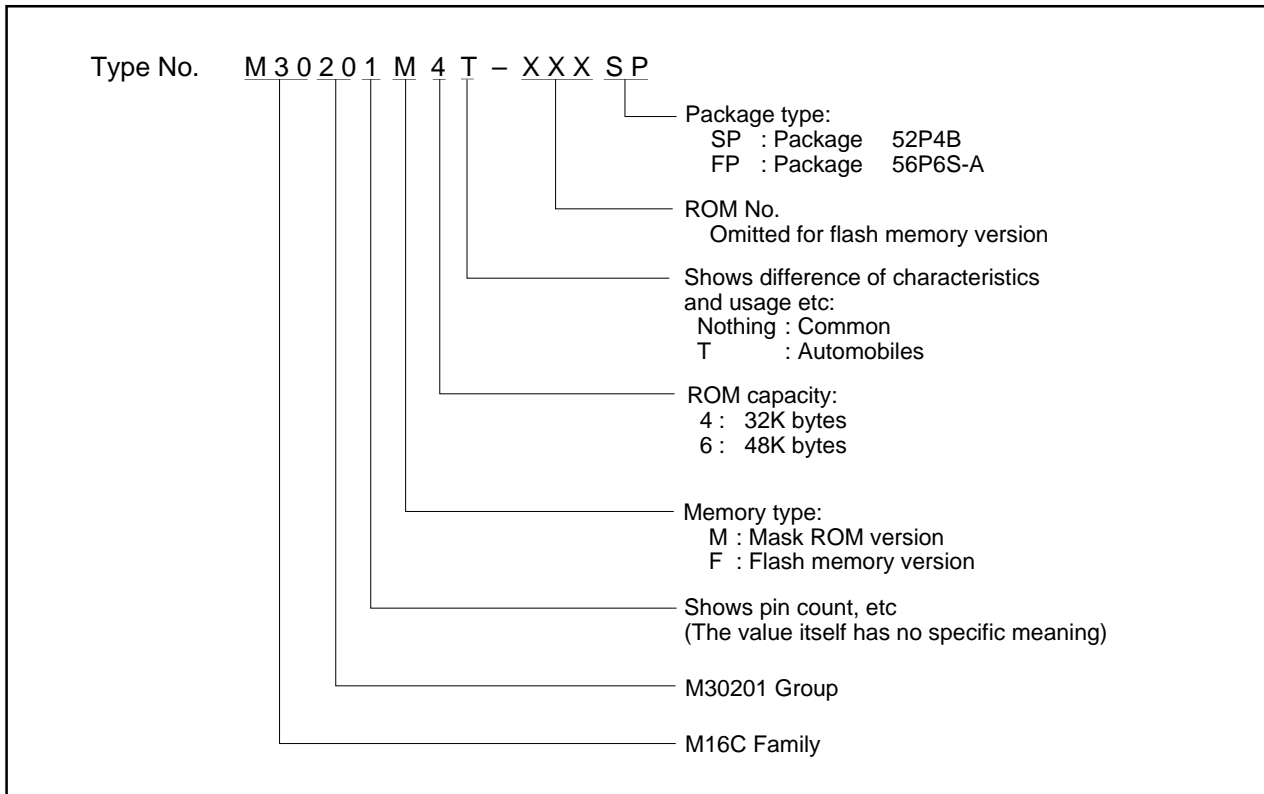 Type No. M30201M4T–XXXSP
Package type:
SP : Package 52P4B
FP : Package 56P6S-A
ROM No.
Omitted for flash memory version
Shows difference of characteristics
and usage etc:
Nothing : Common
T : Automobiles
ROM capacity:
4 : 32K bytes
6 : 48K bytes
Memory type:
M : Mask ROM version
F : Flash memory version
Shows pin count, etc
(The value itself has no specific meaning)
M30201 Group
M16C Family